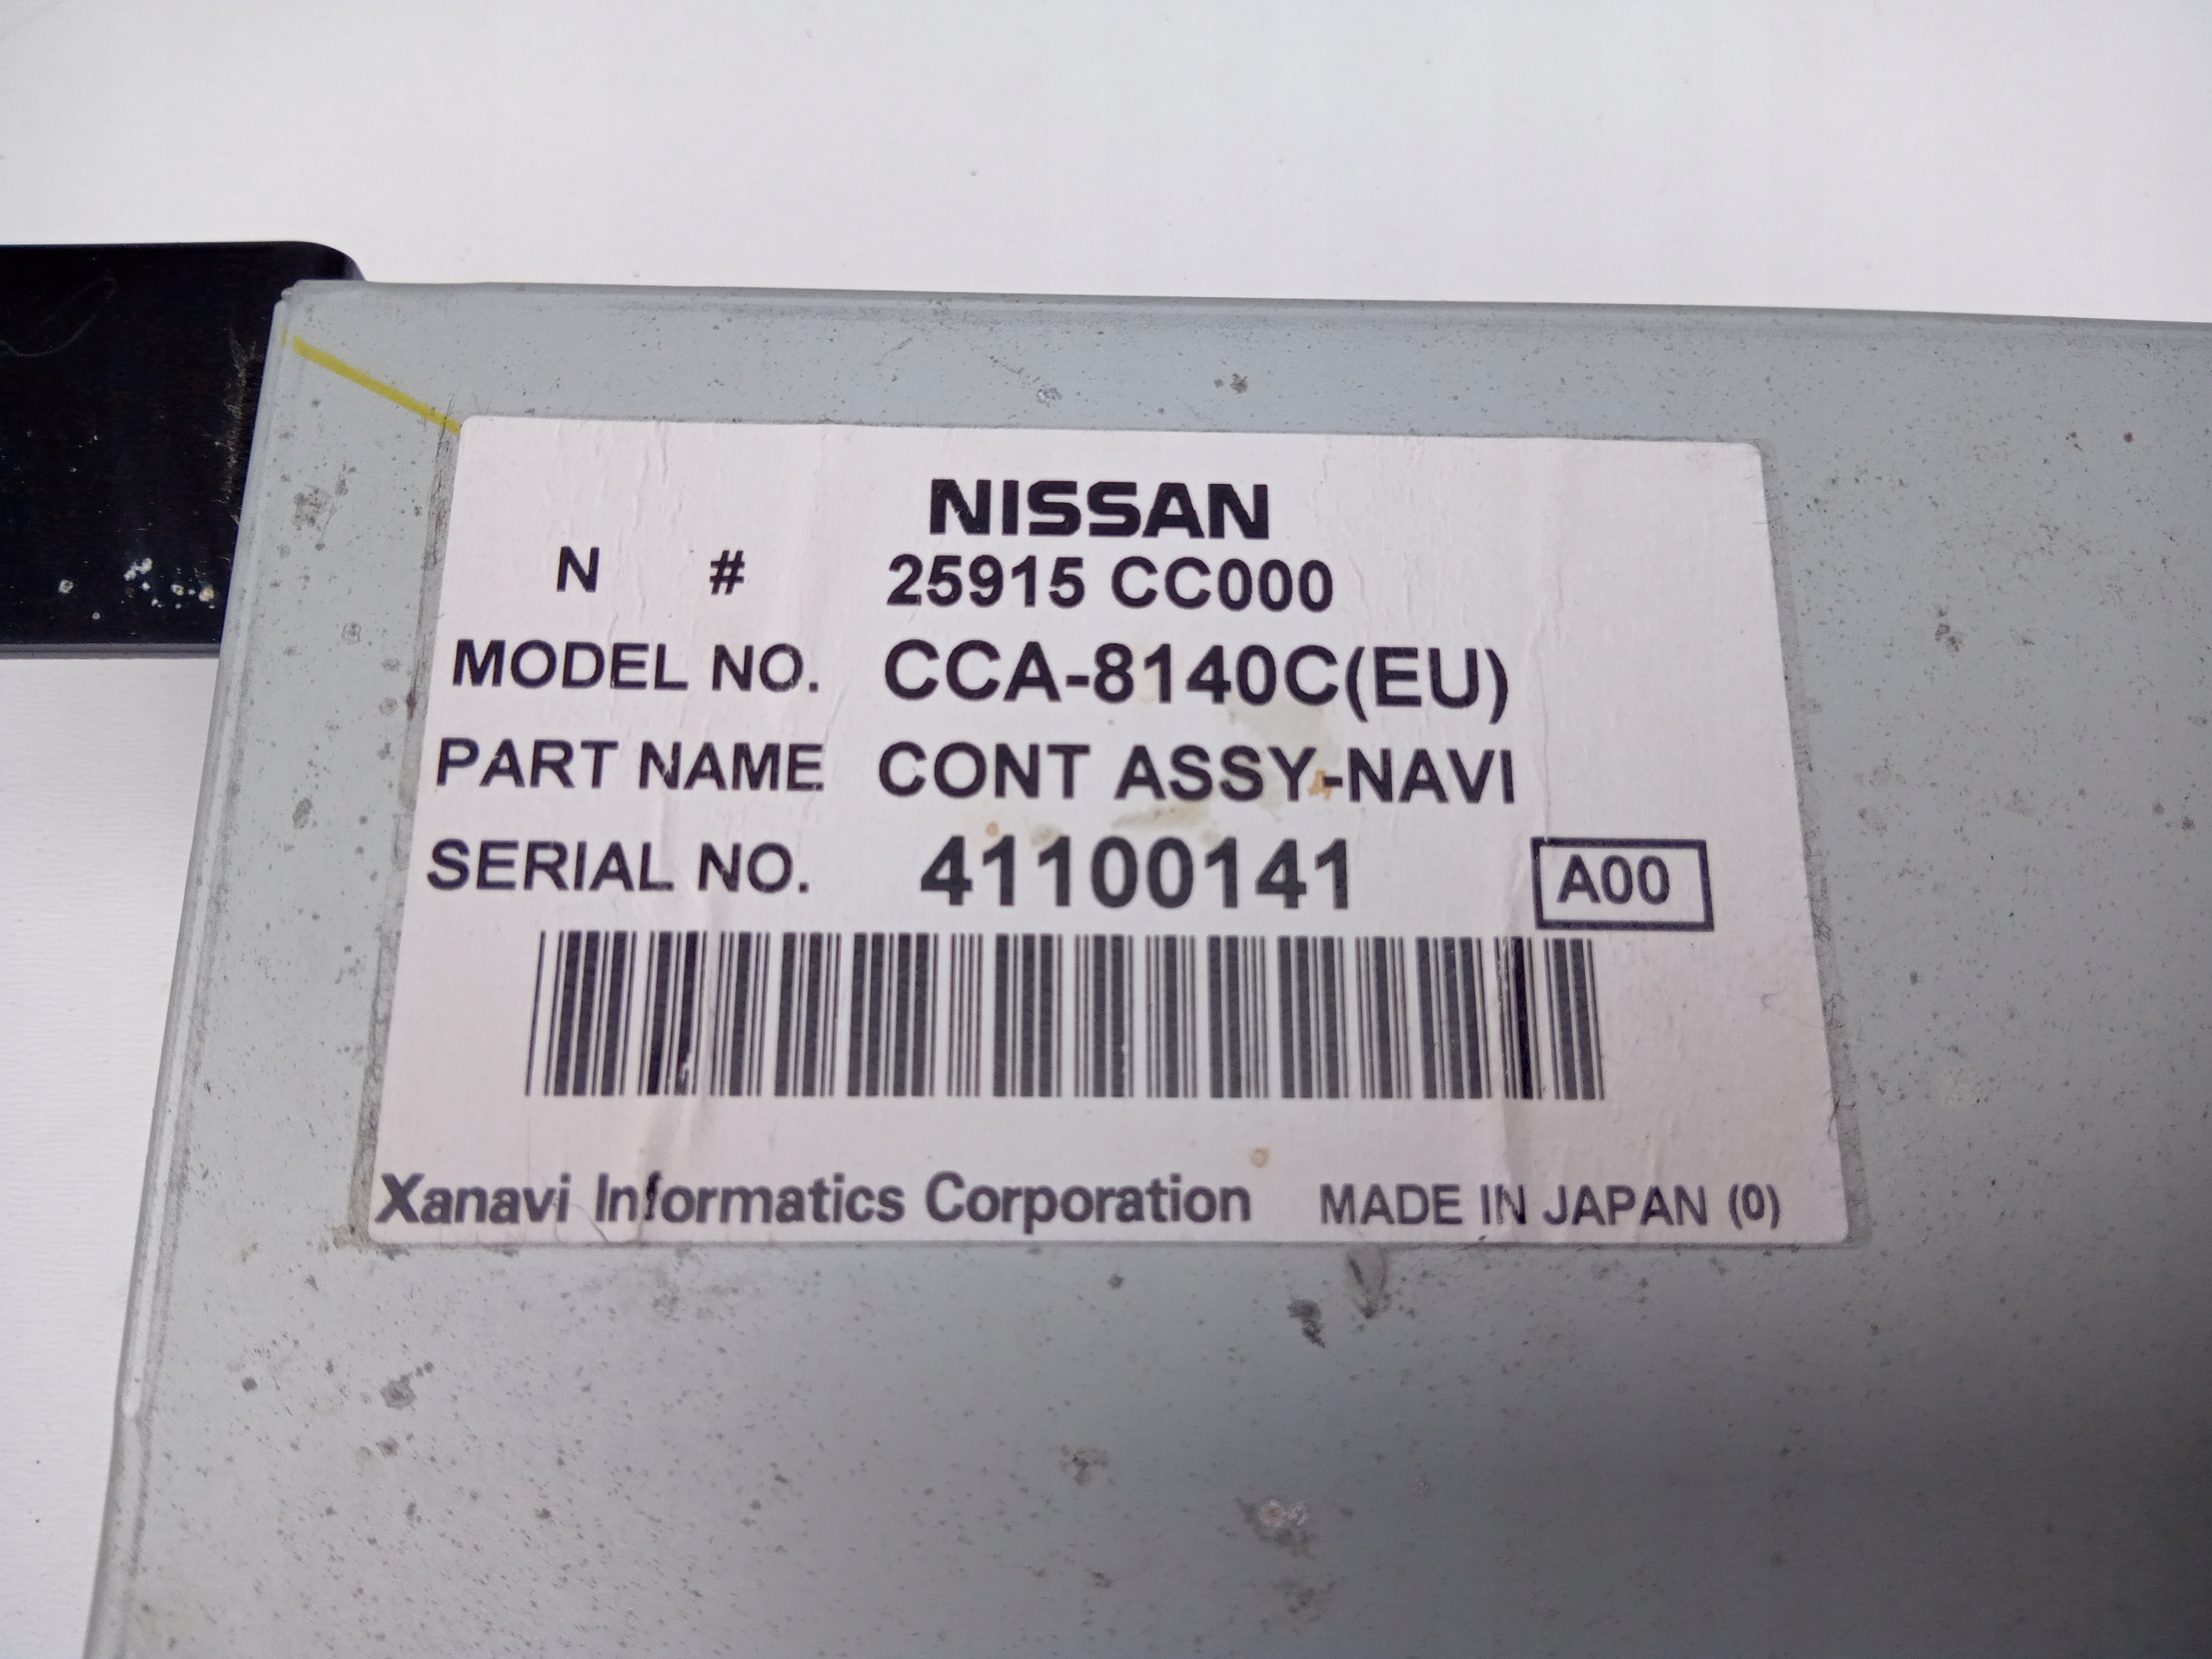 NISSAN
N # 25915 CC000
MODEL NO. CCA-8140C(EU)
PART NAME CONT ASSY-NAVI
SERIAL NO. 41100141 A00
Xanavi Informatics Corporation MADE IN JAPAN (0)